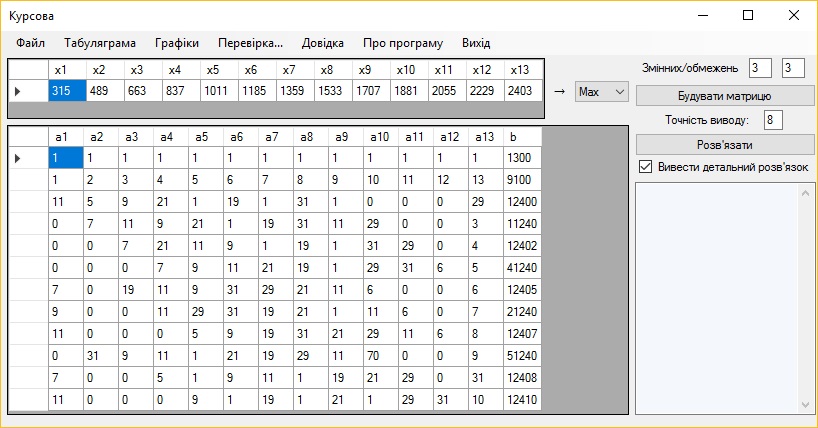 Курсова
Файл Табуляграма Графіки Перевірка... Довідка Про програму Вихід
x1 x2 x3 x4 x5 x6 x7 x8 x9 x10 x11 x12 x13
315 489 663 837 1011 1185 1359 1533 1707 1881 2055 2229 2403
→ Max
Змінних/обмежень 3 3
Будувати матрицю
Точність виводу: 8
Розв'язати
Вивести детальний розв'язок
a1 a2 a3 a4 a5 a6 a7 a8 a9 a10 a11 a12 a13 b
1 1 1 1 1 1 1 1 1 1 1 1 1 1300
1 2 3 4 5 6 7 8 9 10 11 12 13 9100
11 5 9 21 1 19 1 31 1 0 0 0 29 12400
0 7 11 9 21 1 19 31 11 29 0 0 3 11240
0 0 7 21 11 9 1 19 1 31 29 0 4 12402
0 0 0 7 9 11 21 19 1 29 31 6 5 41240
7 0 19 11 9 31 29 21 11 6 0 0 6 12405
9 0 0 11 29 31 19 21 1 11 6 0 7 21240
11 0 0 0 5 9 19 31 21 29 11 6 8 12407
0 31 9 11 1 21 19 29 11 70 0 0 9 51240
7 0 0 5 1 9 11 1 19 21 29 0 31 12408
11 0 0 0 9 1 19 1 21 1 29 31 10 12410